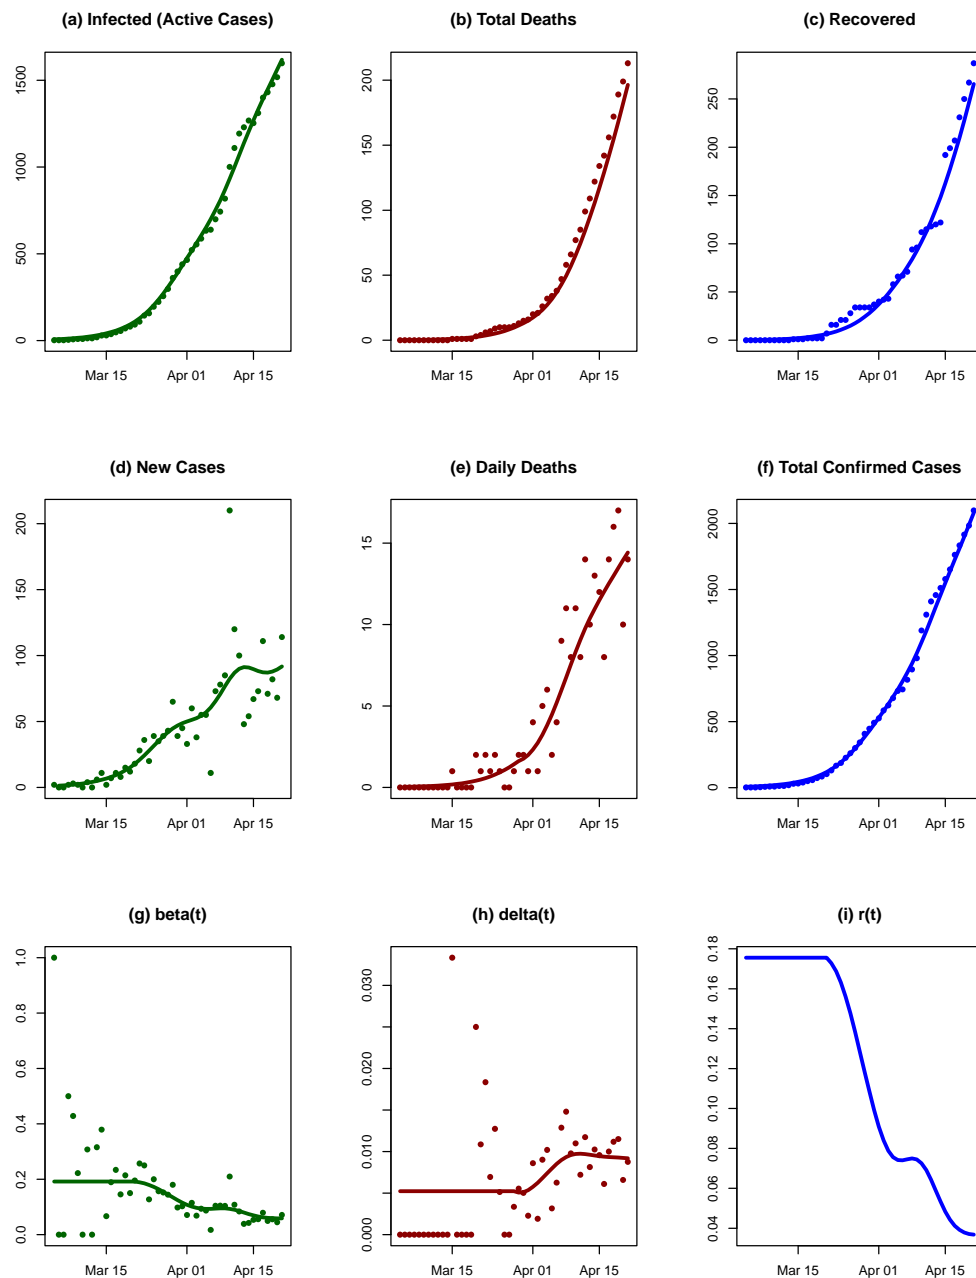 (a) Infected (Active Cases)
0
500
1000
1500
Mar 15
Apr 01
Apr 15
(b) Total Deaths
0
50
100
150
200
Mar 15
Apr 01
Apr 15
(c) Recovered
0
50
100
150
200
250
Mar 15
Apr 01
Apr 15
(d) New Cases
0
50
100
150
200
Mar 15
Apr 01
Apr 15
(e) Daily Deaths
0
5
10
15
Mar 15
Apr 01
Apr 15
(f) Total Confirmed Cases
0
500
1000
1500
2000
Mar 15
Apr 01
Apr 15
(g) beta(t)
0.0
0.2
0.4
0.6
0.8
1.0
Mar 15
Apr 01
Apr 15
(h) delta(t)
0.000
0.010
0.020
0.030
Mar 15
Apr 01
Apr 15
(i) r(t)
0.04
0.06
0.08
0.10
0.12
0.14
0.16
0.18
Mar 15
Apr 01
Apr 15